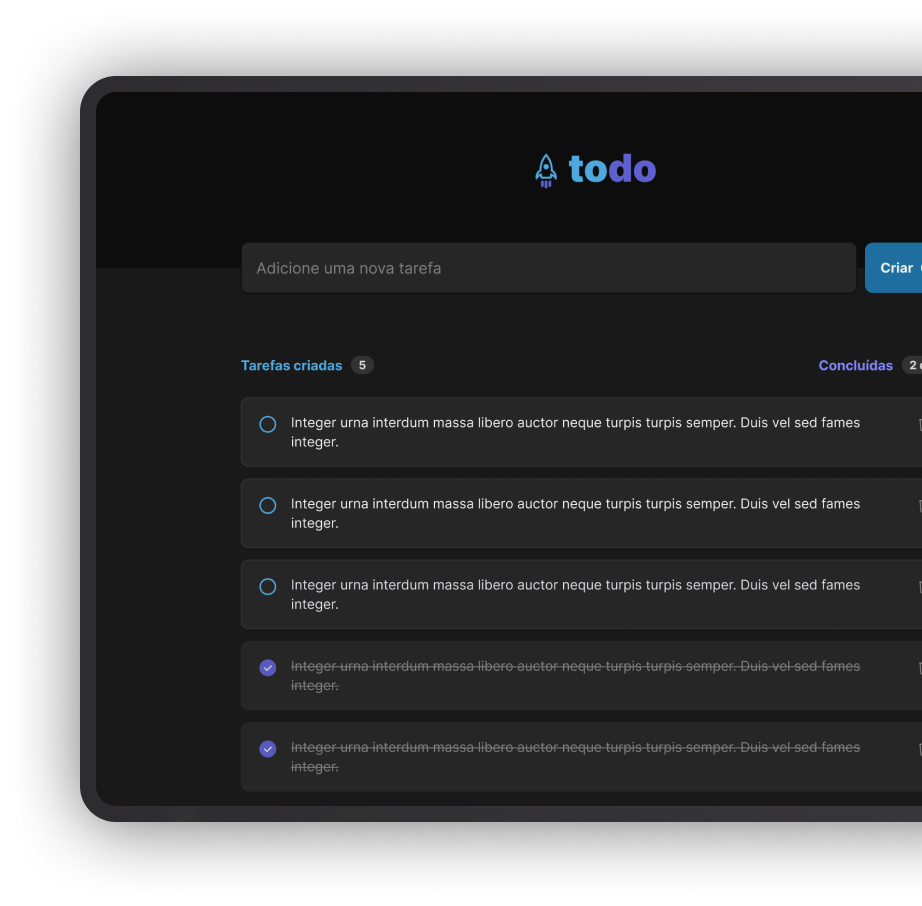 todo
Adicione uma nova tarefa
Criar
Tarefas criadas 5
Concluídas 2
Integer urna interdum massa libero auctor neque turpis turpis semper. Duis vel sed fames
integer.
Integer urna interdum massa libero auctor neque turpis turpis semper. Duis vel sed fames
integer.
Integer urna interdum massa libero auctor neque turpis turpis semper. Duis vel sed fames
integer.
Integer urna interdum massa libero auctor neque turpis turpis semper. Duis vel sed fames
integer.
Integer urna interdum massa libero auctor neque turpis turpis semper. Duis vel sed fames
integer.